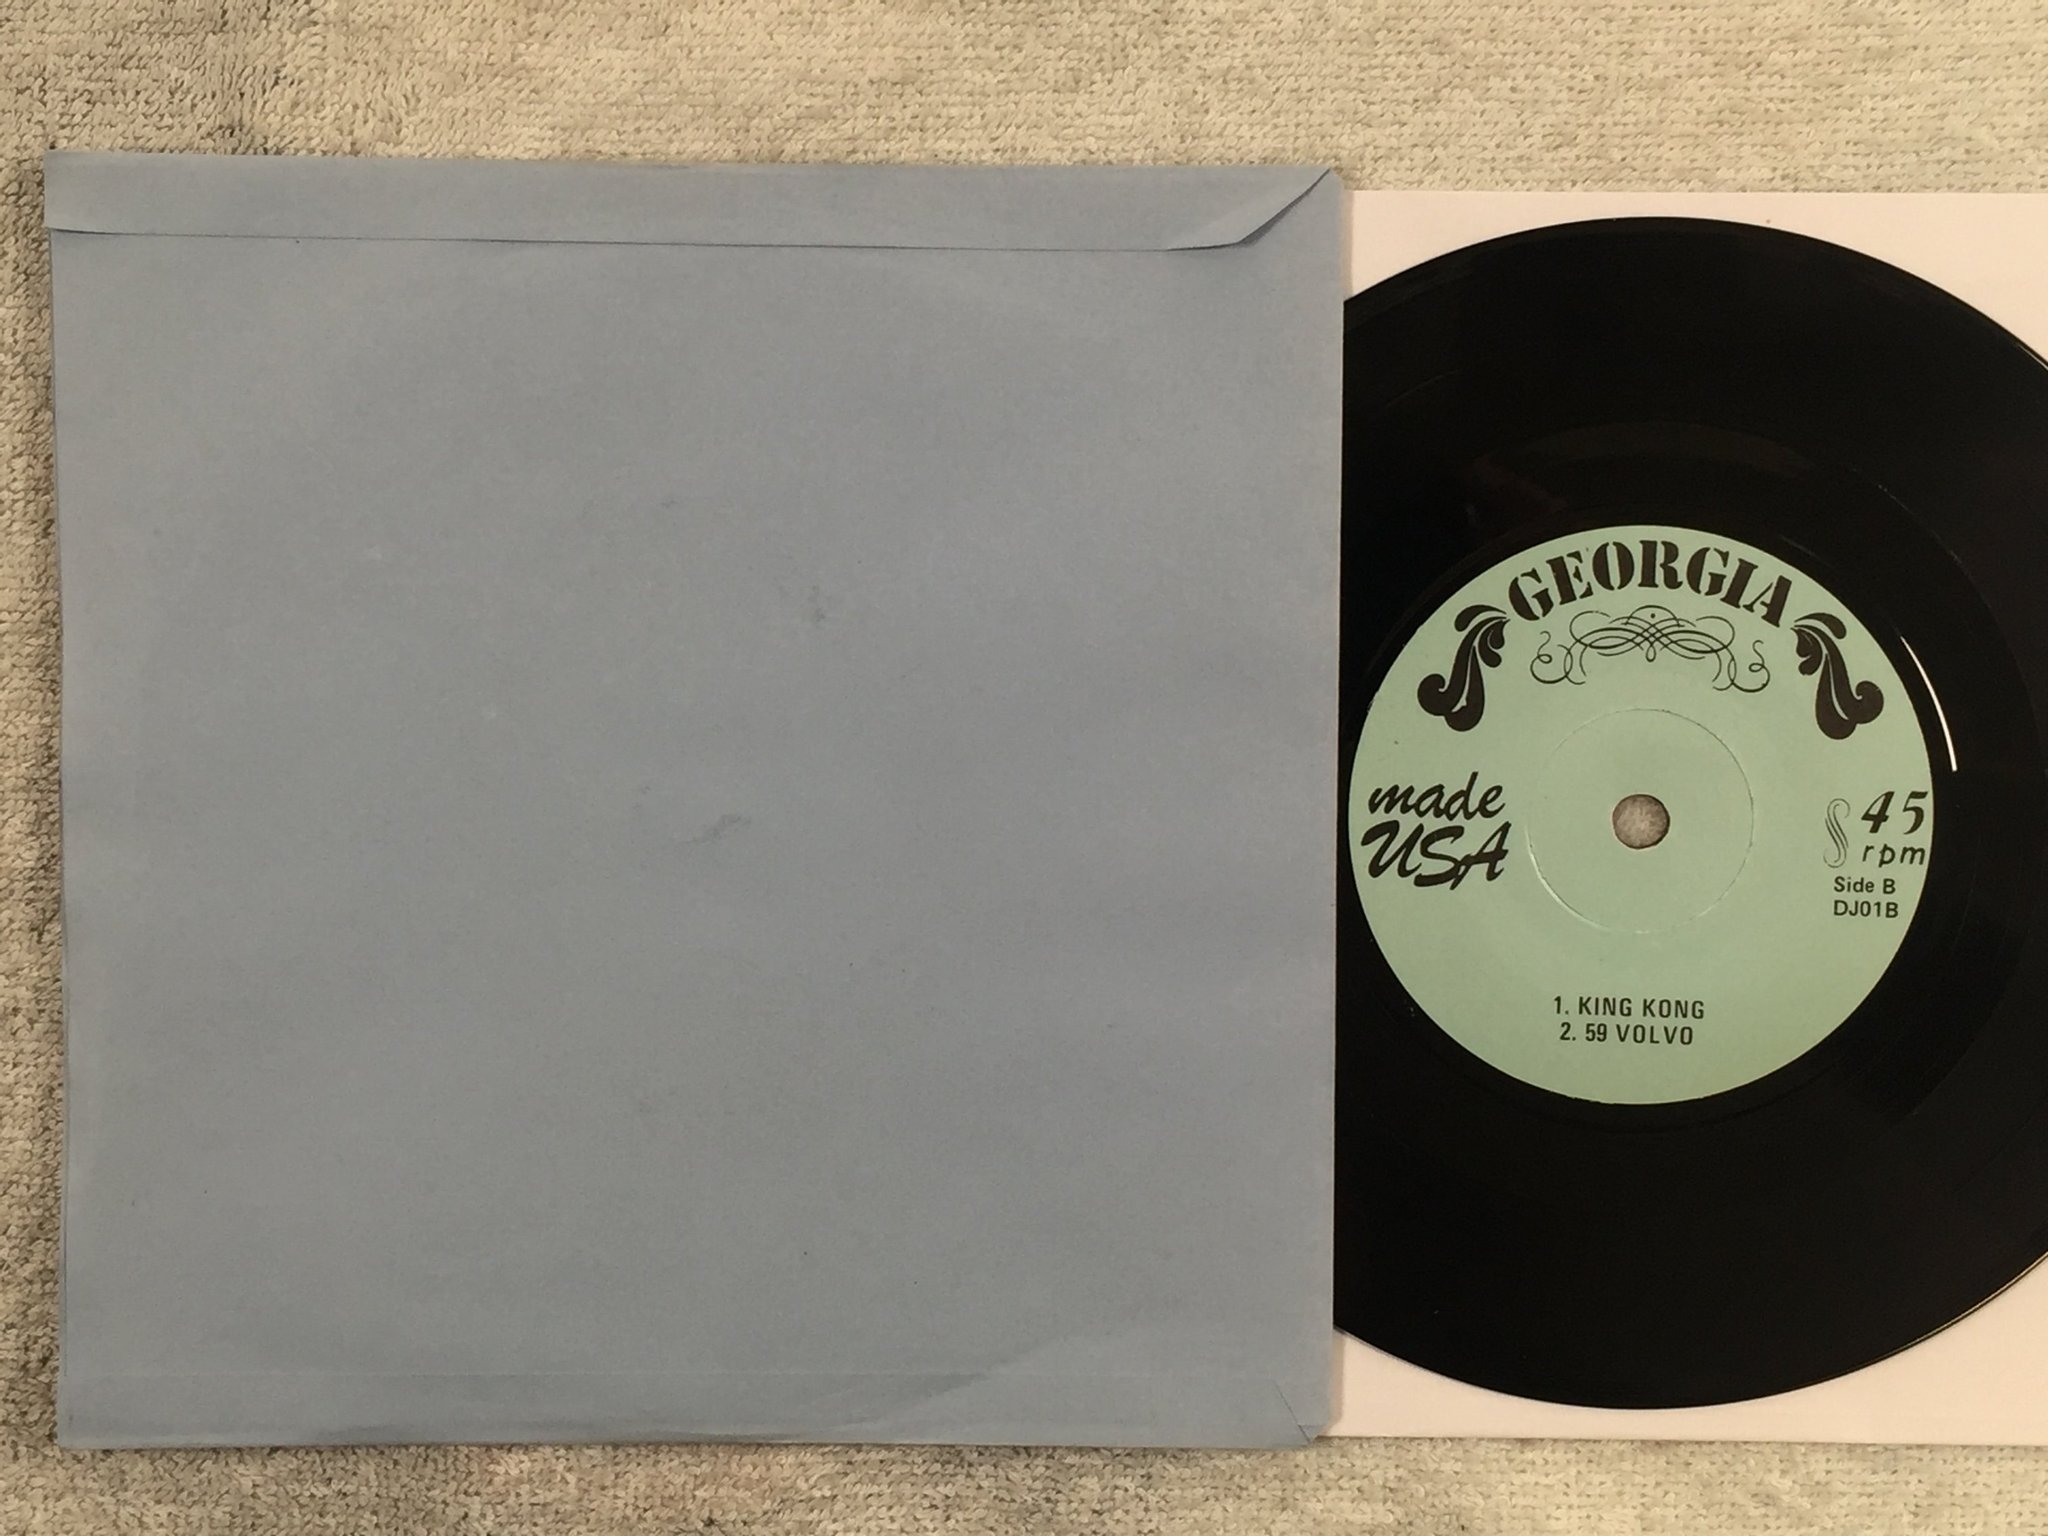 GEORGIA
made
USA
45
rpm
Side B
DJ01B
1. KING KONG
2. 59 VOLVO